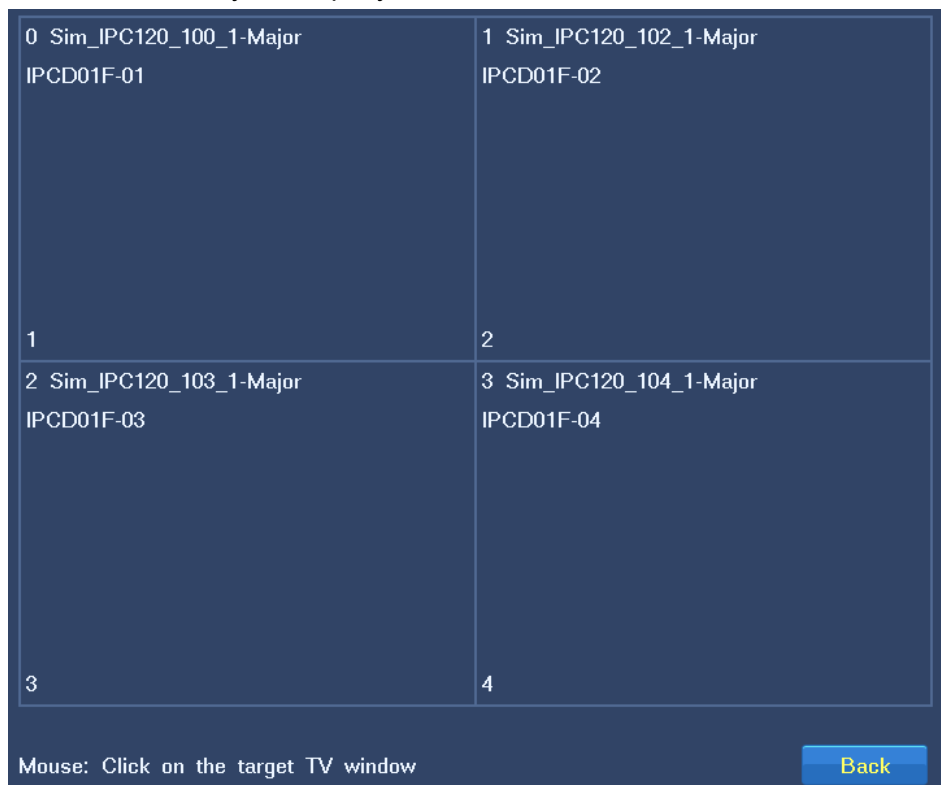 0 Sim_IPC120_100_1-Major
IPCD01F-01
1
1 Sim_IPC120_102_1-Major
IPCD01F-02
2
2 Sim_IPC120_103_1-Major
IPCD01F-03
3
3 Sim_IPC120_104_1-Major
IPCD01F-04
4
Mouse: Click on the target TV window
Back